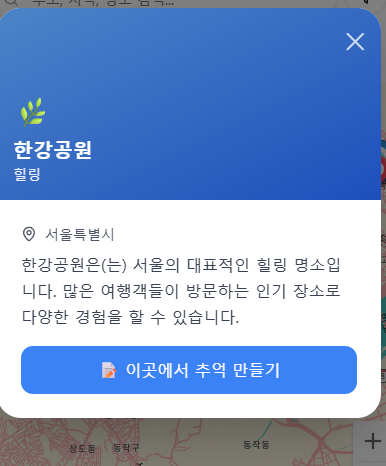 한강공원
힐링
서울특별시
한강공원은(는) 서울의 대표적인 힐링 명소입
니다. 많은 여행객들이 방문하는 인기 장소로
다양한 경험을 할 수 있습니다.
이곳에서 추억 만들기
상도동 동작구
동작동